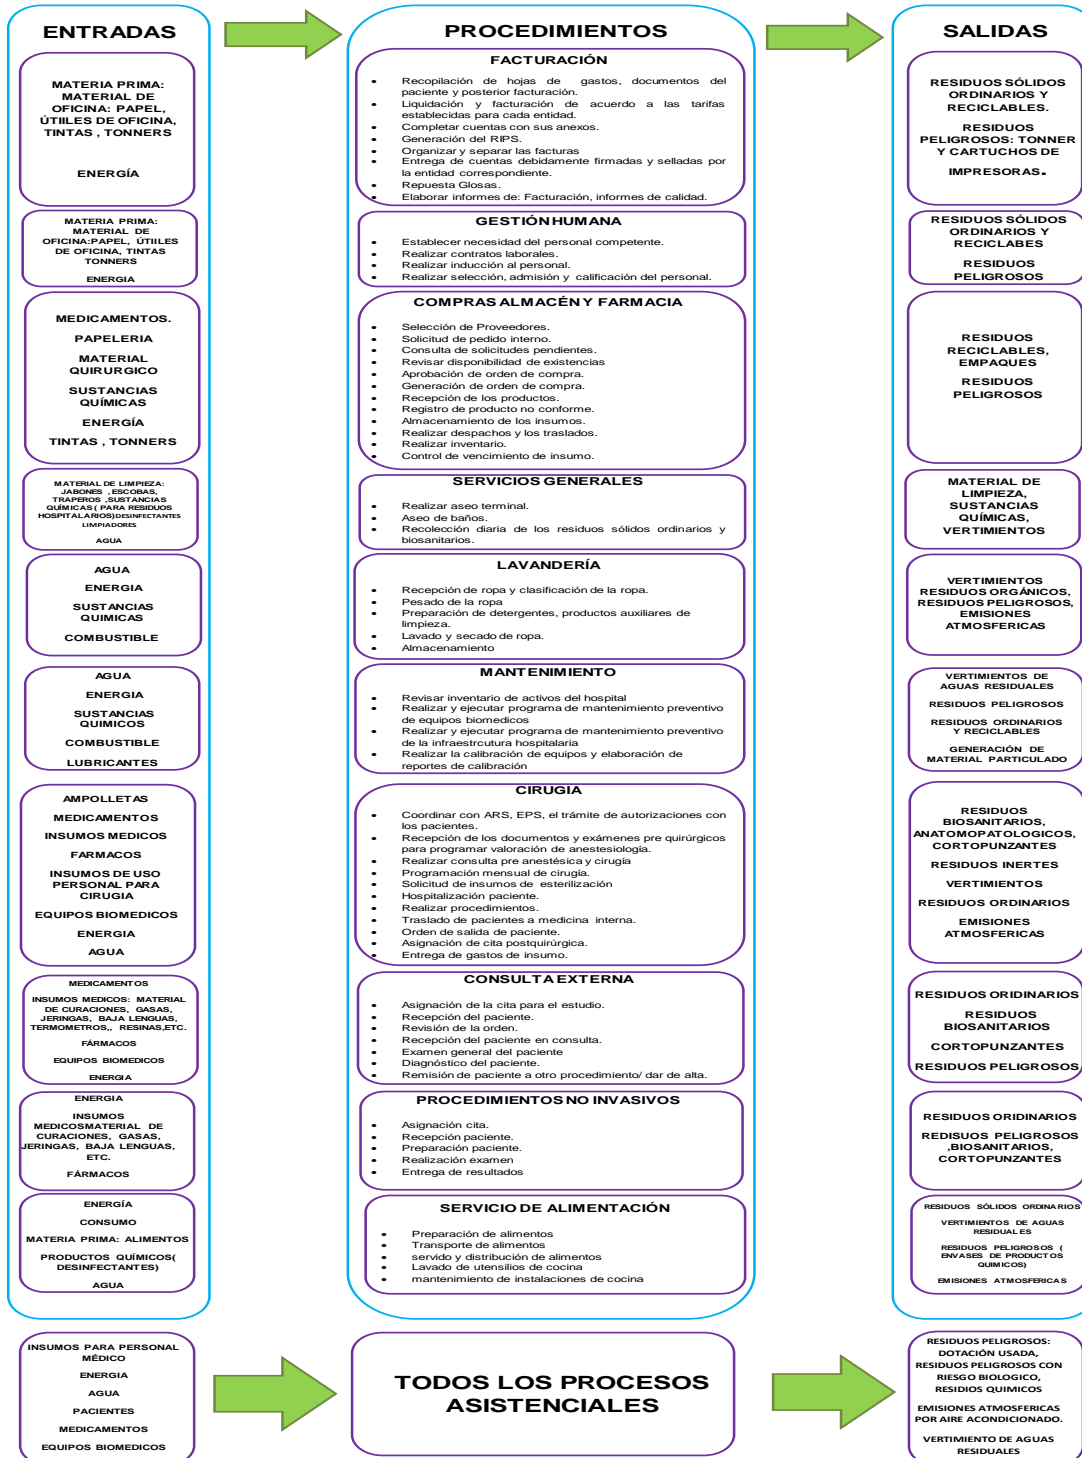 ENTRADAS
PROCEDIMIENTOS
SALIDAS
MATERIA PRIMA:
MATERIAL DE
OFICINA: PAPEL,
ÚTIILES DE OFICINA,
TINTAS , TONNERS
ENERGÍA
FACTURACIÓN
• Recopilación de hojas de gastos, documentos del
paciente y posterior facturación.
• Liquidación y facturación de acuerdo a las tarifas
establecidas para cada entidad.
• Completar cuentas con sus anexos.
• Generación del RIPS.
• Organizar y separar las facturas
• Entrega de cuentas debidamente firmadas y selladas por
la entidad correspondiente.
• Repuesta Glosas.
• Elaborar informes de: Facturación, informes de calidad.
RESIDUOS SÓLIDOS
ORDINARIOS Y
RECICLABLES.
RESIDUOS
PELIGROSOS: TONNER
Y CARTUCHOS DE
IMPRESORAS.
MATERIA PRIMA:
MATERIAL DE
OFICINA:PAPEL, ÚTIILES
DE OFICINA, TINTAS
TONNERS
ENERGIA
GESTIÓN HUMANA
• Establecer necesidad del personal competente.
• Realizar contratos laborales.
• Realizar inducción al personal.
• Realizar selección, admisión y calificación del personal.
RESIDUOS SÓLIDOS
ORDINARIOS Y
RECICLABES
RESIDUOS
PELIGROSOS
MEDICAMENTOS.
PAPELERIA
MATERIAL
QUIRURGICO
SUSTANCIAS
QUÍMICAS
ENERGÍA
TINTAS , TONNERS
COMPRAS ALMACÉN Y FARMACIA
• Selección de Proveedores.
• Solicitud de pedido interno.
• Consulta de solicitudes pendientes.
• Revisar disponibilidad de existencias
• Aprobación de orden de compra.
• Generación de orden de compra.
• Recepción de los productos.
• Registro de producto no conforme.
• Almacenamiento de los insumos.
• Realizar despachos y los traslados.
• Realizar inventario.
• Control de vencimiento de insumo.
RESIDUOS
RECICLABLES,
EMPAQUES
RESIDUOS
PELIGROSOS
MATERIAL DE LIMPIEZA:
JABONES ,ESCOBAS,
TRAPEROS ,SUSTANCIAS
QUÍMICAS ( PARA RESIDUOS
HOSPITALARIOS)DESINFECTANTES
LIMPIADORES
AGUA
SERVICIOS GENERALES
• Realizar aseo terminal.
• Aseo de baños.
• Recolección diaria de los residuos sólidos ordinarios y
biosanitarios.
MATERIAL DE
LIMPIEZA,
SUSTANCIAS
QUÍMICAS,
VERTIMIENTOS
AGUA
ENERGIA
SUSTANCIAS
QUIMICAS
COMBUSTIBLE
LAVANDERÍA
• Recepción de ropa y clasificación de la ropa.
• Pesado de la ropa
• Preparación de detergentes, productos auxiliares de
limpieza.
• Lavado y secado de ropa.
• Almacenamiento
VERTIMIENTOS
RESIDUOS ORGÁNICOS,
RESIDUOS PELIGROSOS,
EMISIONES
ATMOSFERICAS
AGUA
ENERGIA
SUSTANCIAS
QUIMICOS
COMBUSTIBLE
LUBRICANTES
MANTENIMIENTO
• Revisar inventario de activos del hospital
• Realizar y ejecutar programa de mantenimiento preventivo
de equipos biomedicos
• Realizar y ejecutar programa de mantenimiento preventivo
de la infraestrcutura hospitalaria
• Realizar la calibración de equipos y elaboración de
reportes de calibración
VERTIMIENTOS DE
AGUAS RESIDUALES
RESIDUOS PELIGROSOS
RESIDUOS ORDINARIOS
Y RECICLABLES
GENERACIÓN DE
MATERIAL PARTICULADO
AMPOLLETAS
MEDICAMENTOS
INSUMOS MEDICOS
FARMACOS
INSUMOS DE USO
PERSONAL PARA
CIRUGIA
EQUIPOS BIOMEDICOS
ENERGIA
AGUA
CIRUGIA
• Coordinar con ARS, EPS, el trámite de autorizaciones con
los pacientes.
• Recepción de los documentos y exámenes pre quirúrgicos
para programar valoración de anestesiología.
• Realizar consulta pre anestésica y cirugía
• Programación mensual de cirugía.
• Solicitud de insumos de esterilización
• Hospitalización paciente.
• Realizar procedimientos.
• Traslado de pacientes a medicina interna.
• Orden de salida de paciente.
• Asignación de cita postquirúrgica.
• Entrega de gastos de insumo.
RESIDUOS
BIOSANITARIOS,
ANATOMOPATOLOGICOS,
CORTOPUNZANTES
RESIDUOS INERTES
VERTIMIENTOS
RESIDUOS ORDINARIOS
EMISIONES
ATMOSFERICAS
MEDICAMENTOS
INSUMOS MEDICOS: MATERIAL
DE CURACIONES, GASAS,
JERINGAS, BAJA LENGUAS,
TERMOMETROS,, RESINAS,ETC.
FÁRMACOS
EQUIPOS BIOMEDICOS
ENERGIA
CONSULTA EXTERNA
• Asignación de la cita para el estudio.
• Recepción del paciente.
• Revisión de la orden.
• Recepción del paciente en consulta.
• Examen general del paciente
• Diagnóstico del paciente.
• Remisión de paciente a otro procedimiento/ dar de alta.
RESIDUOS ORIDINARIOS
RESIDUOS
BIOSANITARIOS
CORTOPUNZANTES
RESIDUOS PELIGROSOS
ENERGIA
INSUMOS
MEDICOSMATERIAL DE
CURACIONES, GASAS,
JERINGAS, BAJA LENGUAS,
ETC.
FÁRMACOS
PROCEDIMIENTOS NO INVASIVOS
• Asignación cita.
• Recepción paciente.
• Preparación paciente.
• Realización examen
• Entrega de resultados
RESIDUOS ORIDINARIOS
REDISUOS PELIGROSOS
,BIOSANITARIOS,
CORTOPUNZANTES
ENERGÍA
CONSUMO
MATERIA PRIMA: ALIMENTOS
PRODUCTOS QUÍMICOS(
DESINFECTANTES)
AGUA
SERVICIO DE ALIMENTACIÓN
• Preparación de alimentos
• Transporte de alimentos
• servido y distribución de alimentos
• Lavado de utensilios de cocina
• mantenimiento de instalaciones de cocina
RESIDUOS SÓLIDOS ORDINARIOS
VERTIMIENTOS DE AGUAS
RESIDUALES
RESIDUOS PELIGROSOS (
ENVASES DE PRODUCTOS
QUIMICOS)
EMISIONES ATMOSFERICAS
INSUMOS PARA PERSONAL
MÉDICO
ENERGIA
AGUA
PACIENTES
MEDICAMENTOS
EQUIPOS BIOMEDICOS
TODOS LOS PROCESOS
ASISTENCIALES
RESIDUOS PELIGROSOS:
DOTACIÓN USADA,
RESIDUOS PELIGROSOS CON
RIESGO BIOLOGICO,
RESIDIOS QUIMICOS
EMISIONES ATMOSFERICAS
POR AIRE ACONDICIONADO.
VERTIMIENTO DE AGUAS
RESIDUALES